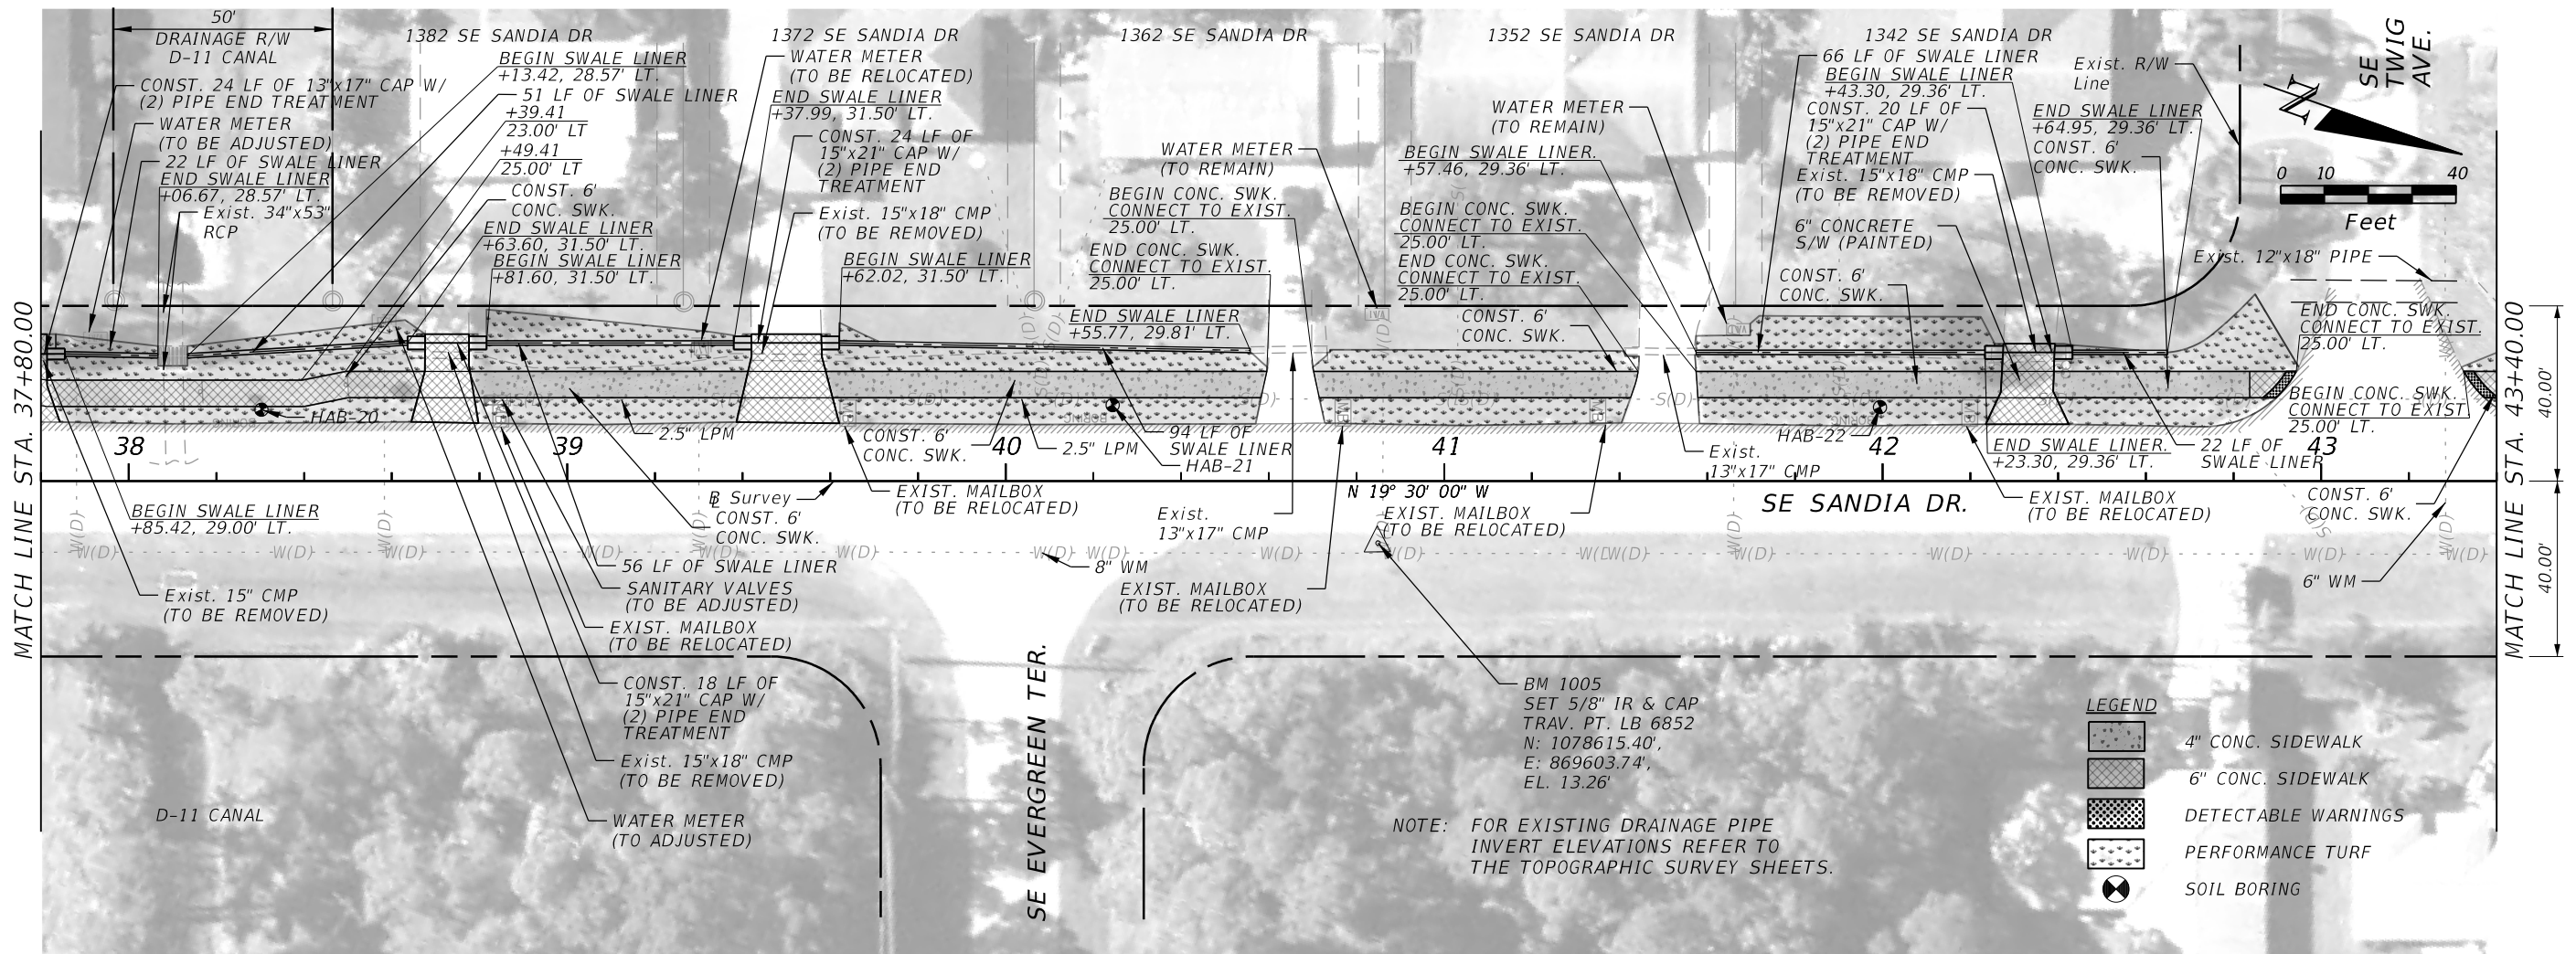 50'
DRAINAGE R/W
D-11 CANAL
CONST. 24 LF OF 13"x17" CAP W/
(2) PIPE END TREATMENT
WATER METER
(TO BE ADJUSTED)
22 LF OF SWALE LINER
END SWALE LINER
+06.67, 28.57' LT.
Exist. 34"x53"
RCP
1382 SE SANDIA DR
BEGIN SWALE LINER
+13.42, 28.57' LT.
51 LF OF SWALE LINER
+39.41
23.00' LT
+49.41
25.00' LT
CONST. 6'
CONC. SWK.
END SWALE LINER
+63.60, 31.50' LT.
BEGIN SWALE LINER
+81.60, 31.50' LT.
1372 SE SANDIA DR
WATER METER
(TO BE RELOCATED)
END SWALE LINER
+37.99, 31.50' LT.
CONST. 24 LF OF
15"x21" CAP W/
(2) PIPE END
TREATMENT
Exist. 15"x18" CMP
(TO BE REMOVED)
BEGIN SWALE LINER
+62.02, 31.50' LT.
1362 SE SANDIA DR
WATER METER
(TO REMAIN)
BEGIN CONC. SWK.
CONNECT TO EXIST.
25.00' LT.
END CONC. SWK.
CONNECT TO EXIST.
25.00' LT.
END SWALE LINER
+55.77, 29.81' LT.
1352 SE SANDIA DR
WATER METER
(TO REMAIN)
BEGIN SWALE LINER.
+57.46, 29.36' LT.
BEGIN CONC. SWK.
CONNECT TO EXIST.
25.00' LT.
END CONC. SWK.
CONNECT TO EXIST.
25.00' LT.
CONST. 6'
CONC. SWK.
1342 SE SANDIA DR
66 LF OF SWALE LINER
BEGIN SWALE LINER
+43.30, 29.36' LT.
CONST. 20 LF OF
15"x21" CAP W/
(2) PIPE END
TREATMENT
Exist. 15"x18" CMP
(TO BE REMOVED)
6" CONCRETE
S/W (PAINTED)
CONST. 6'
CONC. SWK.
Exist. R/W
Line
END SWALE LINER
+64.95, 29.36' LT.
CONST. 6'
CONC. SWK.
SE
TWIG
AVE.
N
0 10 40
Feet
Exist. 12"x18" PIPE
END CONC. SWK.
CONNECT TO EXIST.
25.00' LT.
BEGIN CONC. SWK.
CONNECT TO EXIST.
25.00' LT.
MATCH LINE STA. 37+80.00
MATCH LINE STA. 43+40.00
40.00'
40.00'
HAB-20
2.5" LPM
CONST. 6'
CONC. SWK.
2.5" LPM
94 LF OF
SWALE LINER
HAB-21
Exist.
13"x17" CMP
HAB-22
END SWALE LINER.
+23.30, 29.36' LT.
22 LF OF
SWALE LINER
38 39 40 41 42 43
BEGIN SWALE LINER
+85.42, 29.00' LT.
Exist. 15" CMP
(TO BE REMOVED)
B Survey
CONST. 6'
CONC. SWK.
EXIST. MAILBOX
(TO BE RELOCATED)
Exist.
13"x17" CMP
N 19° 30' 00" W
EXIST. MAILBOX
(TO BE RELOCATED)
SE SANDIA DR.
EXIST. MAILBOX
(TO BE RELOCATED)
CONST. 6'
CONC. SWK.
W(D) W(D) W(D) W(D) W(D) W(D) W(D) W(D) W(D) W(D) W(D) W(D) W(D) W(D)
56 LF OF SWALE LINER
SANITARY VALVES
(TO BE ADJUSTED)
EXIST. MAILBOX
(TO BE RELOCATED)
CONST. 18 LF OF
15"x21" CAP W/
(2) PIPE END
TREATMENT
Exist. 15"x18" CMP
(TO BE REMOVED)
WATER METER
(TO ADJUSTED)
8" WM
EXIST. MAILBOX
(TO BE RELOCATED)
6" WM
SE EVERGREEN TER.
D-11 CANAL
BM 1005
SET 5/8" IR & CAP
TRAV. PT. LB 6852
N: 1078615.40',
E: 869603.74',
EL. 13.26'
NOTE: FOR EXISTING DRAINAGE PIPE
INVERT ELEVATIONS REFER TO
THE TOPOGRAPHIC SURVEY SHEETS.
LEGEND
4" CONC. SIDEWALK
6" CONC. SIDEWALK
DETECTABLE WARNINGS
PERFORMANCE TURF
SOIL BORING